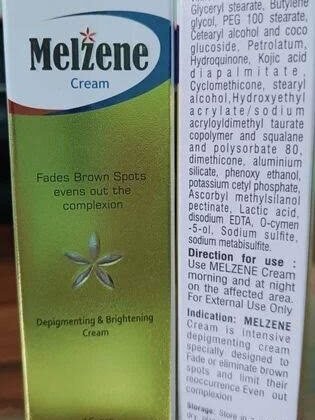 Melzene
Cream
Fades Brown Spots
evens out the
complexion
Depigmenting & Brightening
Cream
Glyceryl stearate, Butylene
glycol, PEG 100 stearate,
Cetearyl alcohol and coco
glucoside, Petrolatum,
Hydroquinone, Kojic acid
diapalmitate,
Cyclomethicone, stearyl
alcohol,Hydroxyethyl
acrylate/sodium
acryloyldimethyl taurate
copolymer and squalane
and polysorbate 80,
dimethicone, aluminium
silicate, phenoxy ethanol,
potassium cetyl phosphate,
Ascorbyl methylsilanol
pectinate, Lactic acid,
disodium EDTA, O-cymen
-5-ol, Sodium sulfite,
sodium metabisulfite.
Direction for use :
Use MELZENE Cream
morning and at night
on the affected area.
For External Use Only
Indication: MELZENE
Cream is intensive
depigmenting cream
specially designed to
Fade or eliminate brown
spots and limit their
reoccurrence Even out
complexion
Storage: Store in